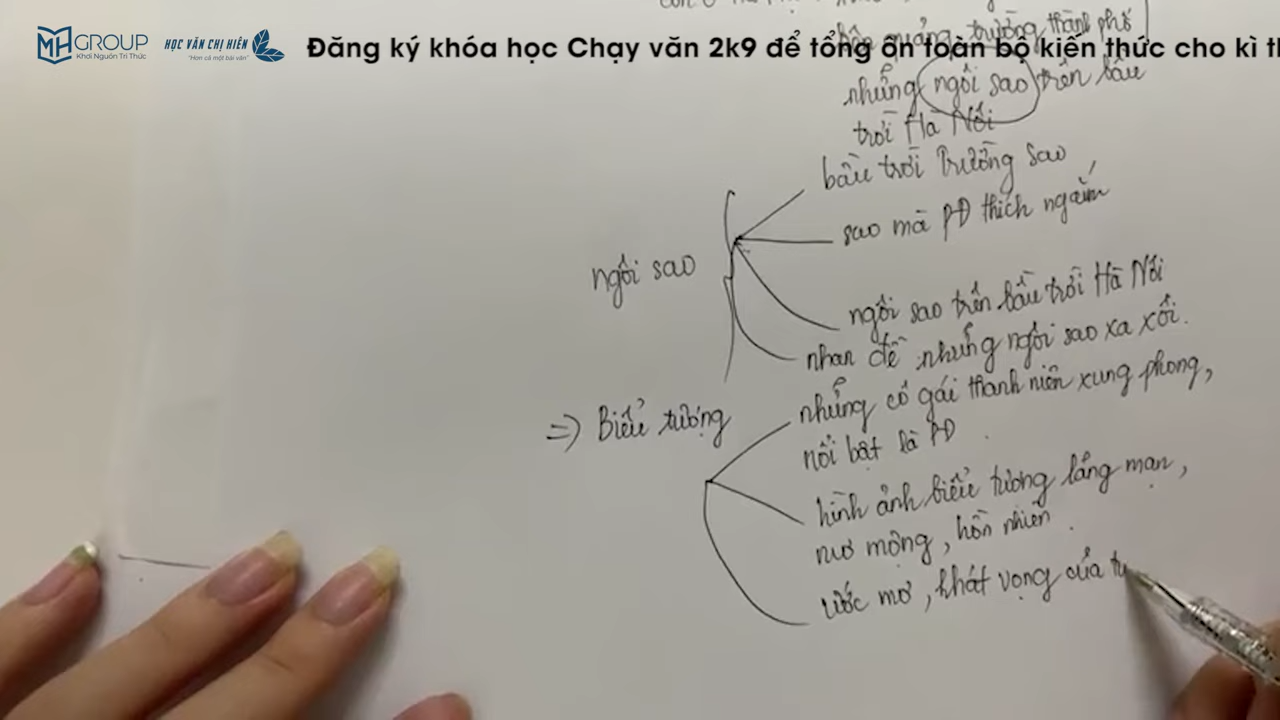 MH GROUP
Khơi Nguồn Tri Thức
HỌC VĂN CHỊ HIÊN
"Hơn cả một bài văn"
Đăng ký khóa học Chạy văn 2k9 để tổng ôn toàn bộ kiến thức cho kì th
quảng trường thành phố
những ngôi sao trên bầu
trời Hà Nội
bầu trời Trường Sao
sao mà PĐ thích ngắm
ngôi sao
ngôi sao trên bầu trời Hà Nội
nhan đề những ngôi sao xa xôi.
=> Biểu tượng
những cô gái thanh niên xung phong,
nổi bật là PĐ.
hình ảnh biểu tượng lãng mạn,
mơ mộng, hồn nhiên.
ước mơ, khát vọng của tu